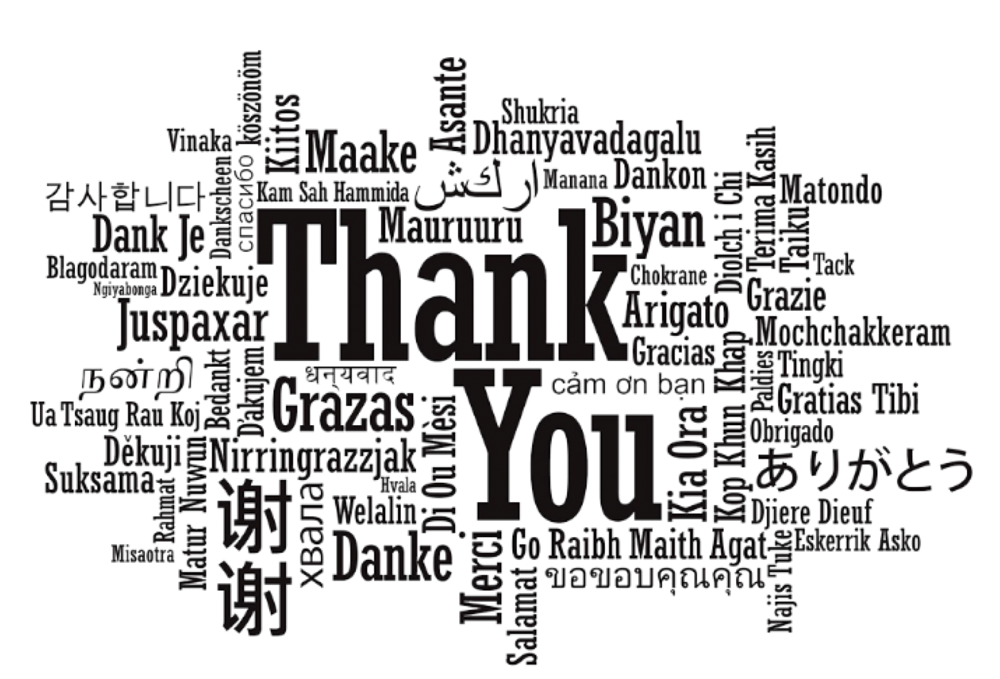 köszönöm
Kiitos
Asante
Shukria
Vinaka
Maake
Dhanyavadagalu
Terima Kasih
спасибо
Dankscheen
감사합니다
Kam Sah Hammida
اركش
Manana
Dankon
Diolch i Chi
Matondo
Dank Je
Mauruuru
Biyan
Taiku
Blagodaram
Ngiyabonga
Dziekuje
Thank
Chokrane
Tack
Juspaxar
Arigato
Grazie
Mochchakkeram
Gracias
Tingki
நன்றி
Bedankt
Ďakujem
धन्यवाद
You
cảm ơn bạn
Kop Khun Khap
Paldies
Gratias Tibi
Ua Tsaug Rau Koj
Grazas
Di Ou Mèsi
Kia Ora
Obrigado
Děkuji
Nirringrazzjak
ありがとう
Suksama
Rahmat
Matur Nuwun
谢
谢
хвала
Hvala
Welalin
Djiere Dieuf
Misaotra
Danke
Merci
Go Raibh Maith Agat
Eskerrik Asko
Salamat
ขอขอบคุณคุณ
Najis Tuke